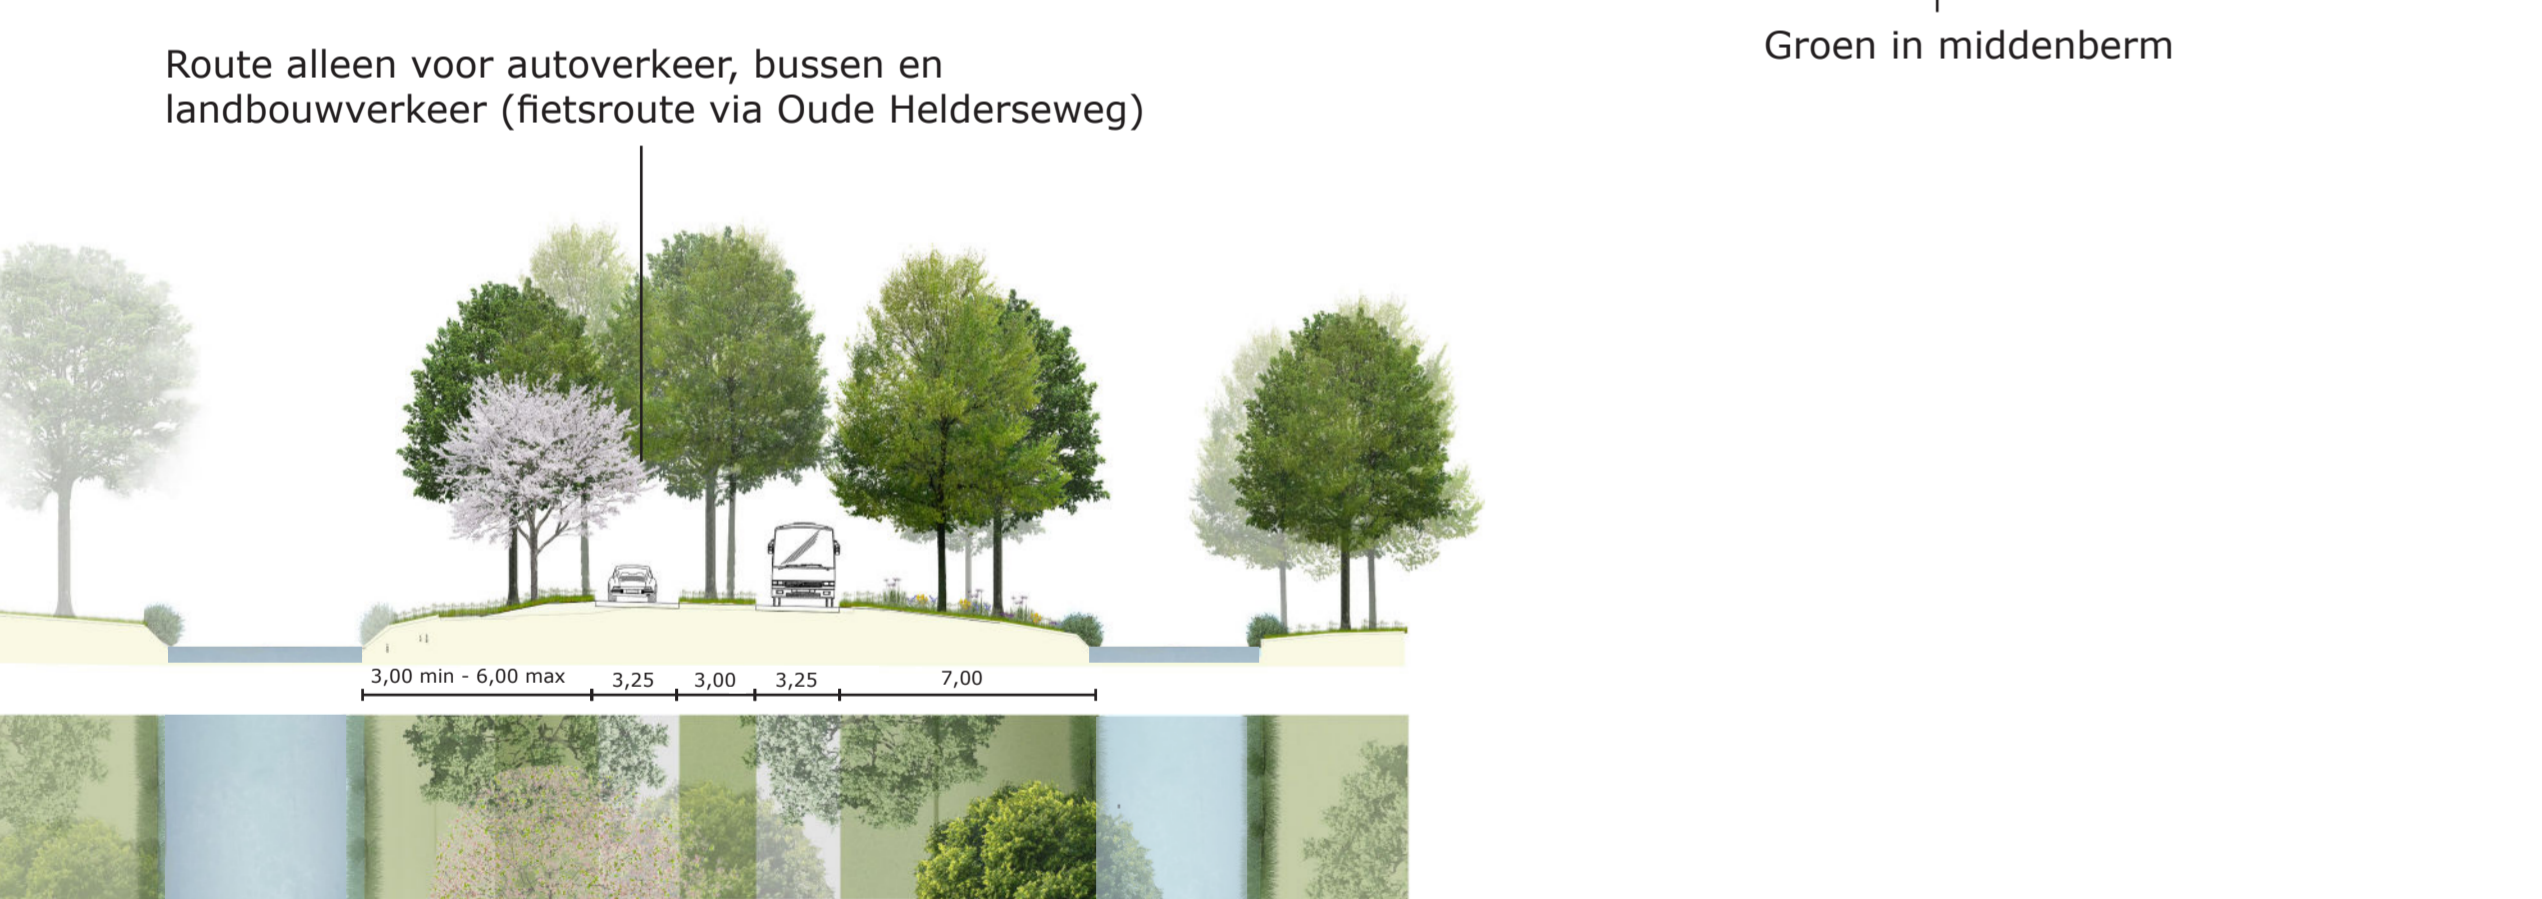 Route alleen voor autoverkeer, bussen en
landbouwverkeer (fietsroute via Oude Helderseweg)
Groen in middenberm
3,00 min - 6,00 max
3,25
3,00
3,25
7,00